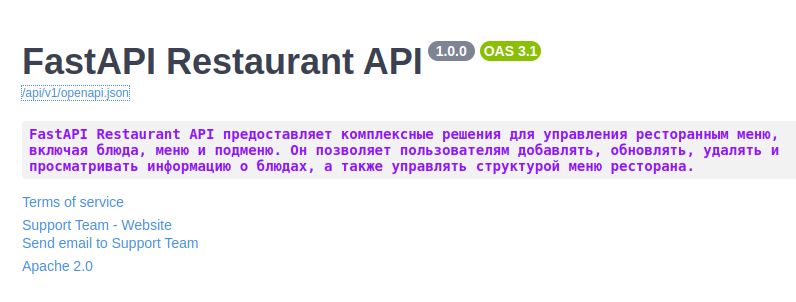 FastAPI Restaurant API 1.0.0 OAS 3.1
/api/v1/openapi.json
FastAPI Restaurant API предоставляет комплексные решения для управления ресторанным меню,
включая блюда, меню и подменю. Он позволяет пользователям добавлять, обновлять, удалять и
просматривать информацию о блюдах, а также управлять структурой меню ресторана.
Terms of service
Support Team - Website
Send email to Support Team
Apache 2.0